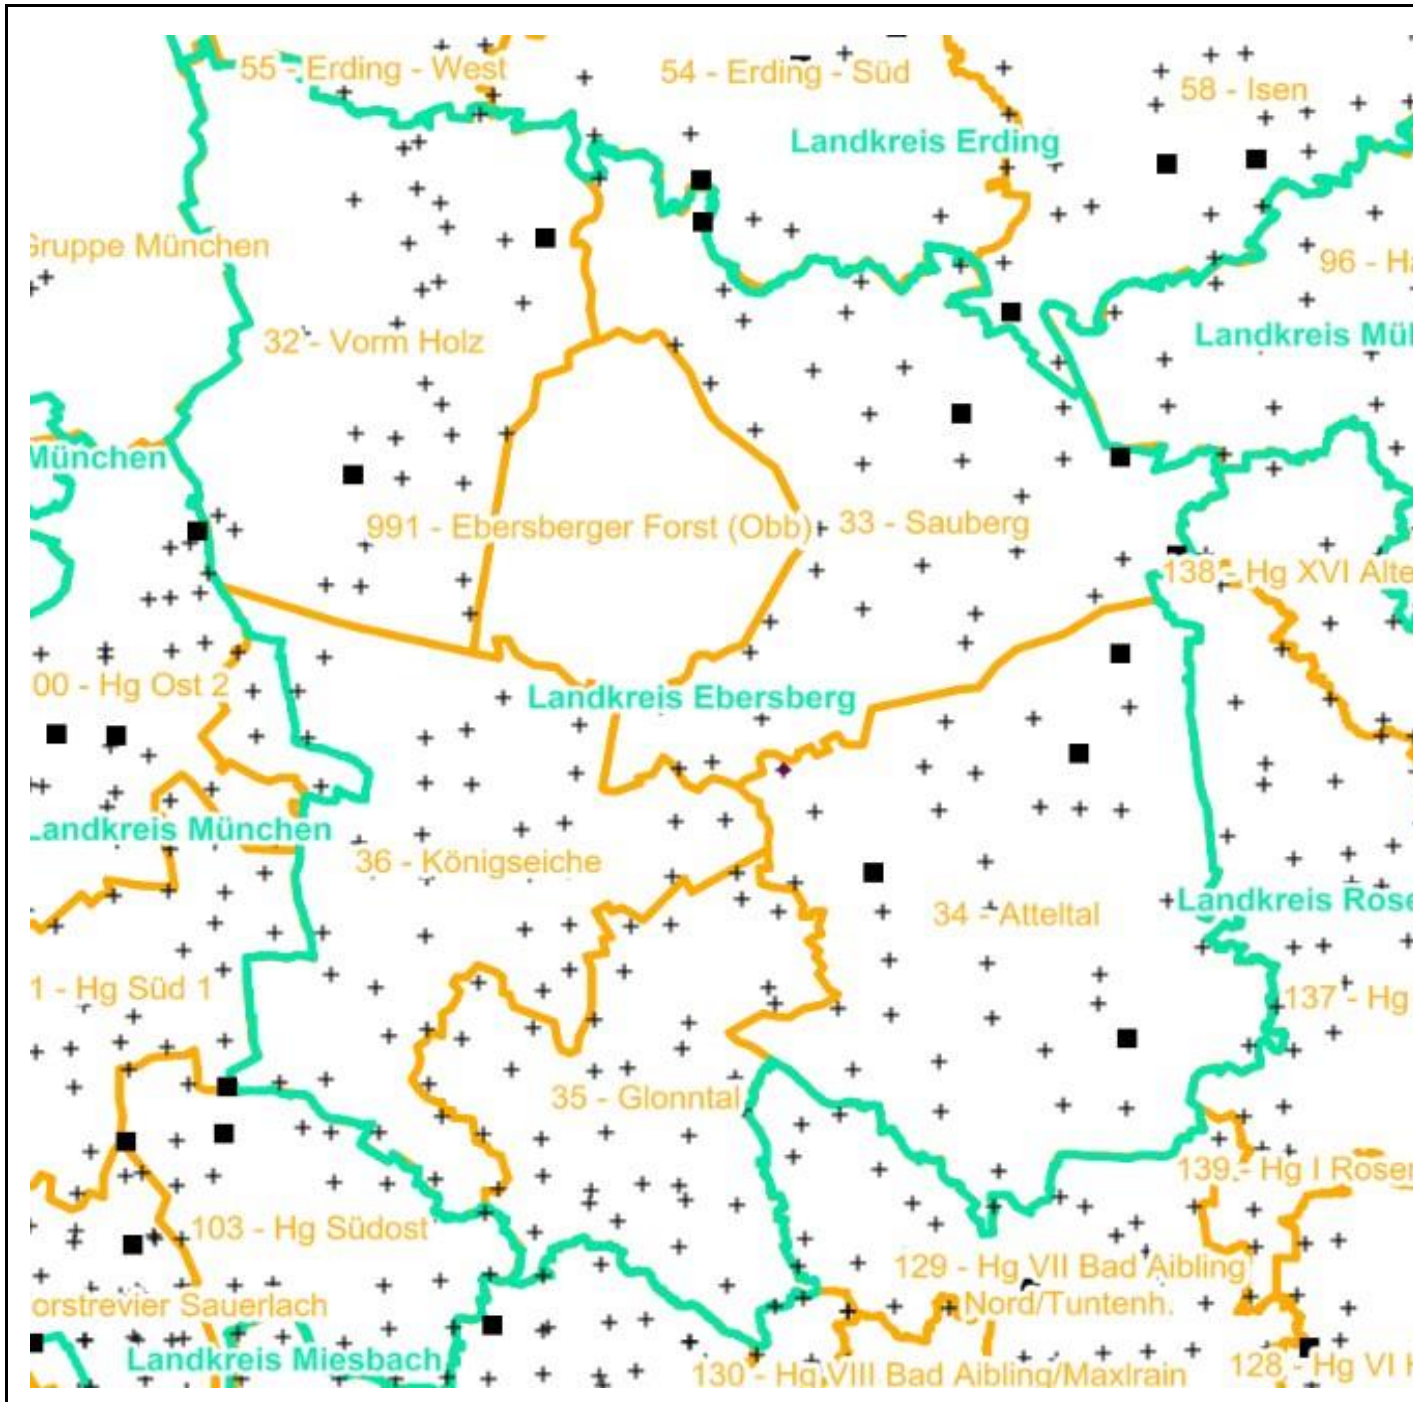 55 - Erding - West
54 - Erding - Süd
58 - Isen
Landkreis Erding
Gruppe München
96 - Ha
32 - Vorm Holz
Landkreis Mül
München
991 - Ebersberger Forst (Obb)
33 - Sauberg
138 - Hg XVI Alte
00 - Hg Ost 2
Landkreis Ebersberg
Landkreis München
36 - Königseiche
34 - Atteltal
Landkreis Rose
1 - Hg Süd 1
137 - Hg
35 - Glonntal
139 - Hg I Rosen
103 - Hg Südost
129 - Hg VII Bad Aibling
Nord/Tuntenh.
orstrevier Sauerlach
Landkreis Miesbach
130 - Hg VIII Bad Aibling/Maxlrain
128 - Hg VI H